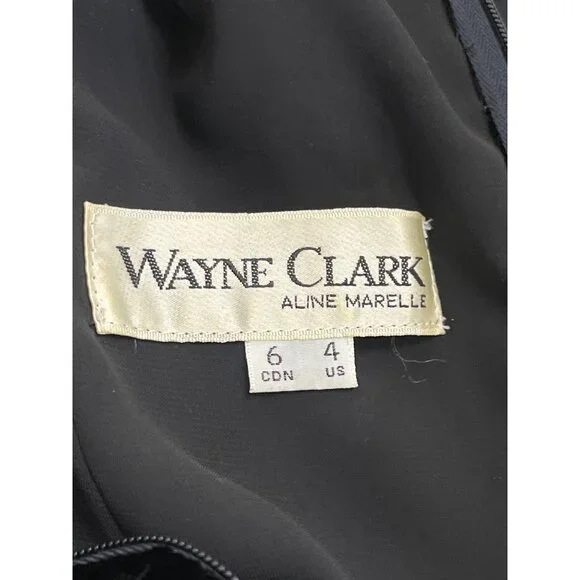 WAYNE CLARK
ALINE MARELLE
6 4
CDN US